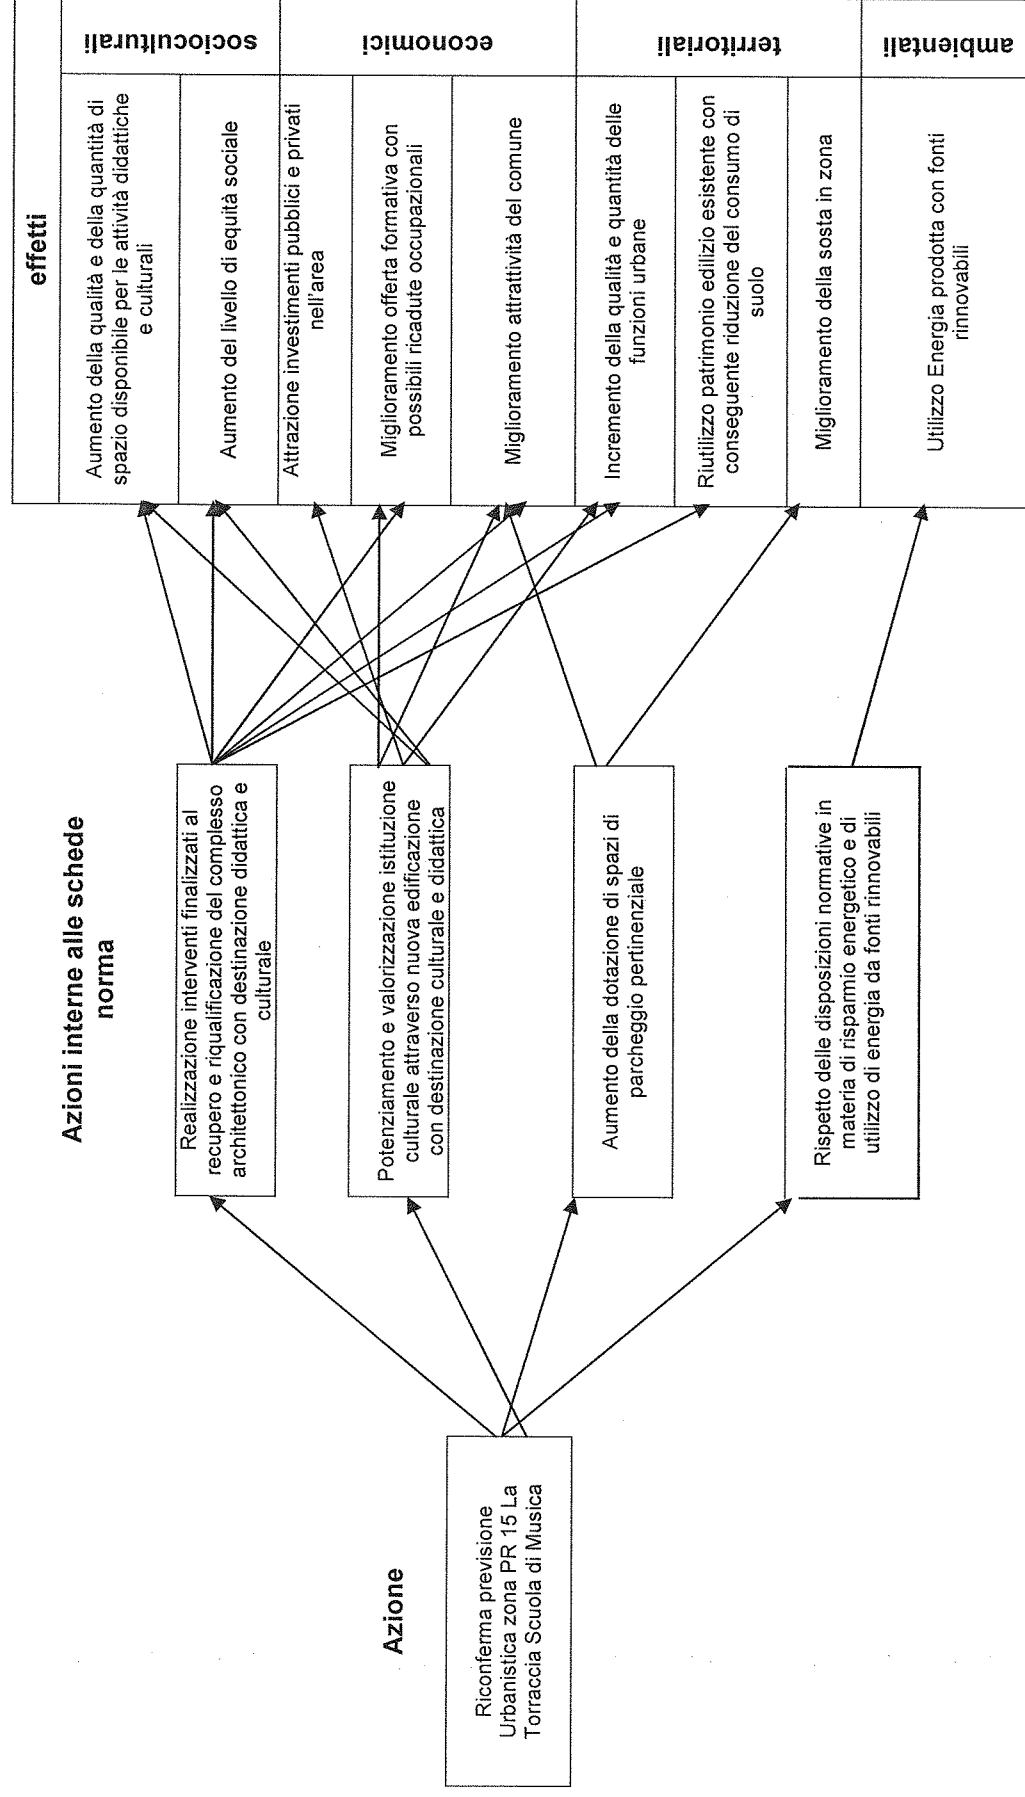 Azione
Riconferma previsione
Urbanistica zona PR 15 La
Torraccia Scuola di Musica
Azioni interne alle schede
norma
Realizzazione interventi finalizzati al
recupero e riqualificazione del complesso
architettonico con destinazione didattica e
culturale
Potenziamento e valorizzazione istituzione
culturale attraverso nuova edificazione
con destinazione culturale e didattica
Aumento della dotazione di spazi di
parcheggio pertinenziale
Rispetto delle disposizioni normative in
materia di risparmio energetico e di
utilizzo di energia da fonti rinnovabili
effetti
Aumento della qualità e della quantità di
spazio disponibile per le attività didattiche
e culturali
Aumento del livello di equità sociale
socioculturali
Attrazione investimenti pubblici e privati
nell'area
Miglioramento offerta formativa con
possibili ricadute occupazionali
Miglioramento attrattività del comune
economici
Incremento della qualità e quantità delle
funzioni urbane
Riutilizzo patrimonio edilizio esistente con
conseguente riduzione del consumo di
suolo
Miglioramento della sosta in zona
territoriali
Utilizzo Energia prodotta con fonti
rinnovabili
ambientali